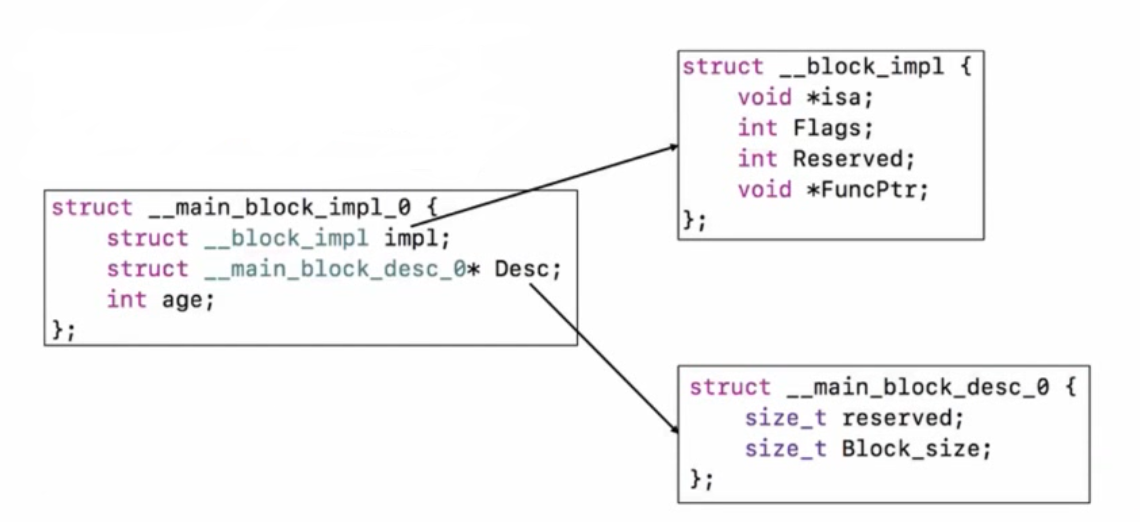 struct __block_impl {
void *isa;
int Flags;
int Reserved;
void *FuncPtr;
};
struct __main_block_impl_0 {
struct __block_impl impl;
struct __main_block_desc_0* Desc;
int age;
};
struct __main_block_desc_0 {
size_t reserved;
size_t Block_size;
};